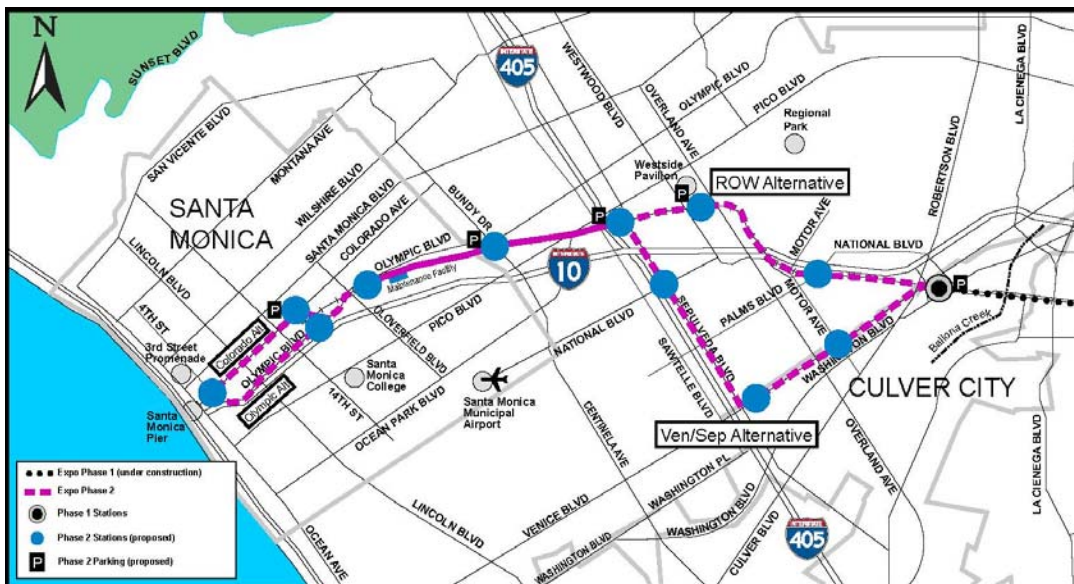 N
SUNSET BLVD
INTERSTATE
405
WESTWOOD BLVD
OVERLAND AVE
OLYMPIC BLVD
PICO BLVD
LA CIENEGA BLVD
Regional
Park
ROBERTSON BLVD
SAN VICENTE BLVD
MONTANA AVE
WILSHIRE BLVD
SANTA MONICA BLVD
COLORADO AVE
BUNDY DR
Westside
Pavilion
P
ROW Alternative
SANTA
MONICA
OLYMPIC BLVD
P
P
MOTOR AVE
NATIONAL BLVD
LINCOLN BLVD
Maintenance Facility
INTERSTATE
10
P
4TH ST
P
PICO BLVD
CLOVERFIELD BLVD
NATIONAL BLVD
SEPULVEDA BLVD
PALMS BLVD
MOTOR AVE
WASHINGTON BLVD
Ballona Creek
3rd Street
Promenade
Colorado Alt
OLYMPIC BLVD
Olympic Alt
14TH ST
Santa
Monica
College
OCEAN PARK BLVD
Santa Monica
Municipal
Airport
SAWTELLE BLVD
CULVER CITY
Santa
Monica
Pier
CENTINELA AVE
Ven/Sep Alternative
OVERLAND AVE
LA CIENEGA BLVD
LINCOLN BLVD
VENICE BLVD
WASHINGTON PL
WASHINGTON BLVD
WASHINGTON BLVD
CULVER BLVD
INTERSTATE
405
OCEAN AVE
Expo Phase 1 (under construction)
Expo Phase 2
Phase 1 Stations
Phase 2 Stations (proposed)
P
Phase 2 Parking (proposed)